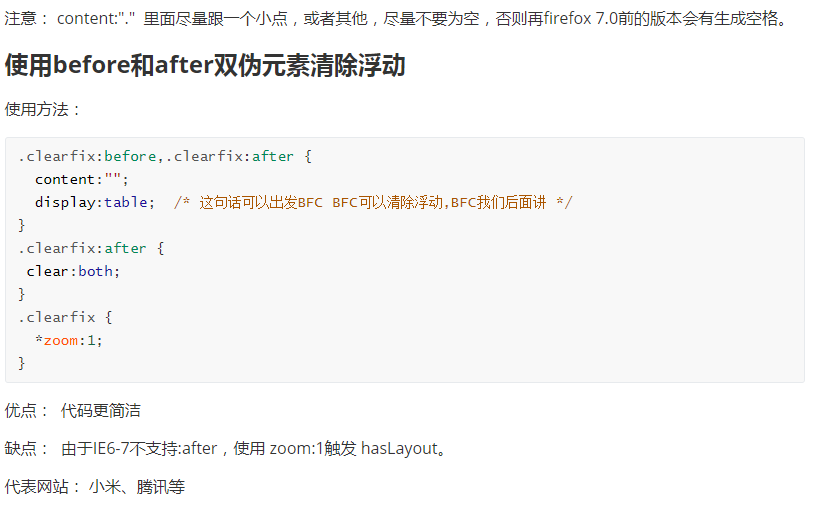 注意： content:"."  里面尽量跟一个小点，或者其他，尽量不要为空，否则再firefox 7.0前的版本会有生成空格。
使用before和after双伪元素清除浮动
使用方法：
.clearfix:before,.clearfix:after {
  content:"";
  display:table;  /* 这句话可以出发BFC BFC可以清除浮动,BFC我们后面讲 */
}
.clearfix:after {
 clear:both;
}
.clearfix {
  *zoom:1;
}
优点： 代码更简洁
缺点： 由于IE6-7不支持:after，使用 zoom:1触发 hasLayout。
代表网站： 小米、腾讯等